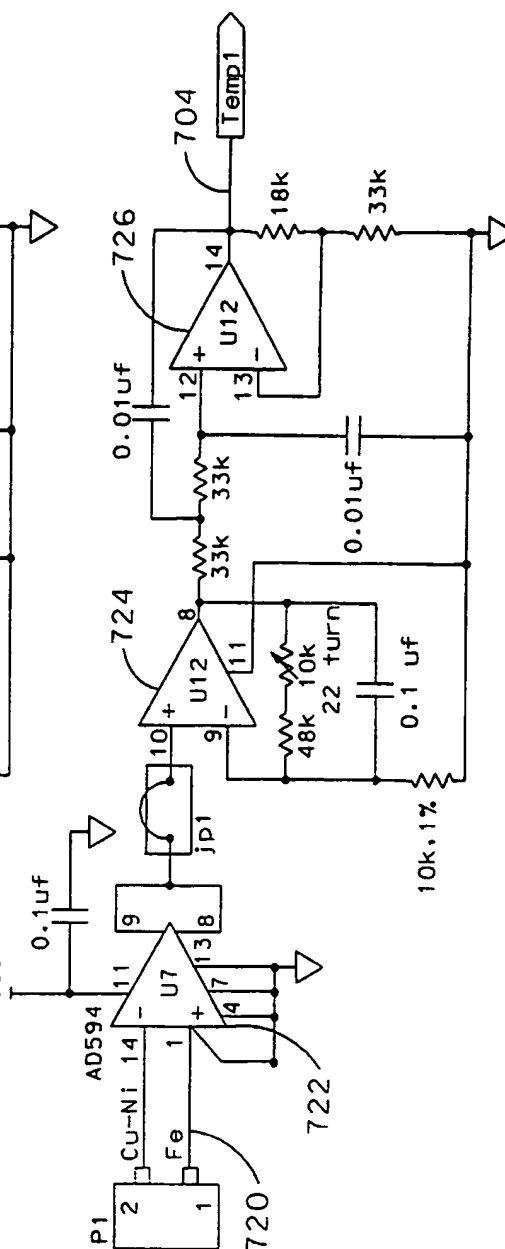 P1
2
1
Cu-Ni
Fe
14
1
720
AD594
11
0.1uf
U7
-
+
4
7
13
722
9
8
jp1
10
9
+
-
U12
8
11
724
48k
10k
22 turn
0.1 uf
10k,1%
33k
33k
0.01uf
0.01uf
12
13
+
-
U12
14
726
18k
33k
704
Temp1